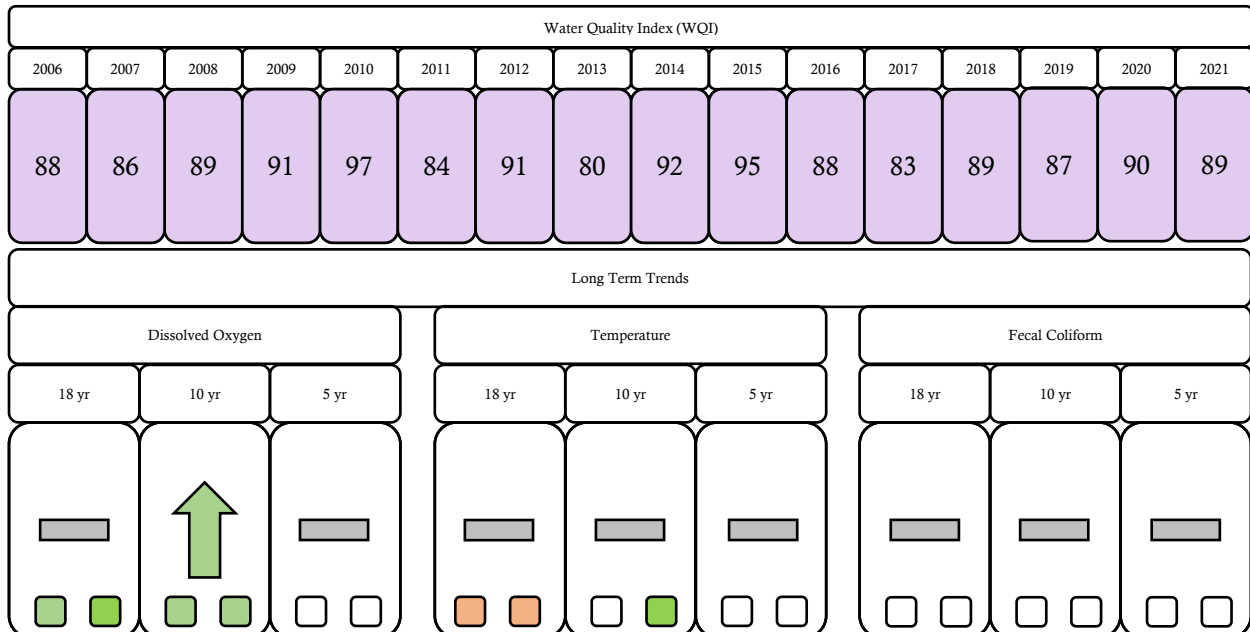 Water Quality Index (WQI)
2006 2007 2008 2009 2010 2011 2012 2013 2014 2015 2016 2017 2018 2019 2020 2021
88 86 89 91 97 84 91 80 92 95 88 83 89 87 90 89
Long Term Trends
Dissolved Oxygen Temperature Fecal Coliform
18 yr 10 yr 5 yr 18 yr 10 yr 5 yr 18 yr 10 yr 5 yr